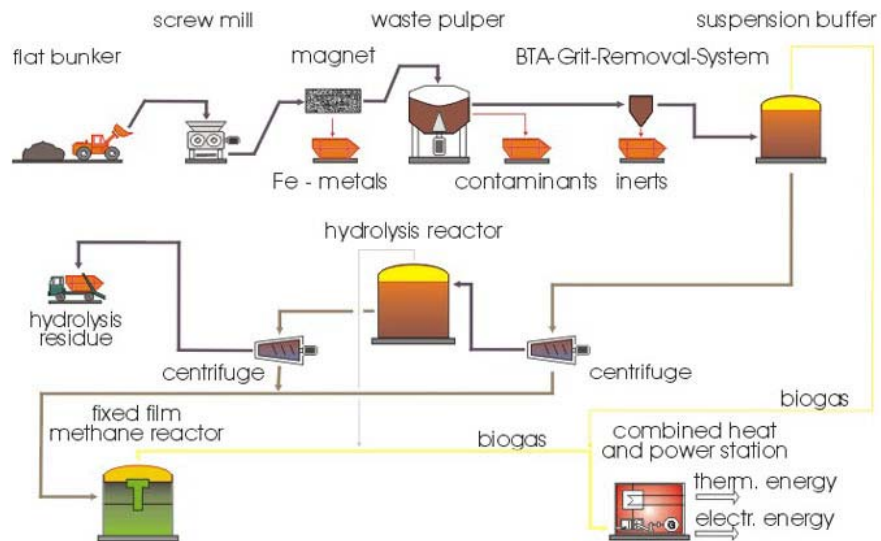 screw mill
waste pulper
suspension buffer
flat bunker
magnet
BTA-Grit-Removal-System
Fe - metals
contaminants
inerts
hydrolysis reactor
hydrolysis
residue
centrifuge
centrifuge
fixed film
methane reactor
biogas
biogas
combined heat
and power station
therm. energy
electr. energy
G